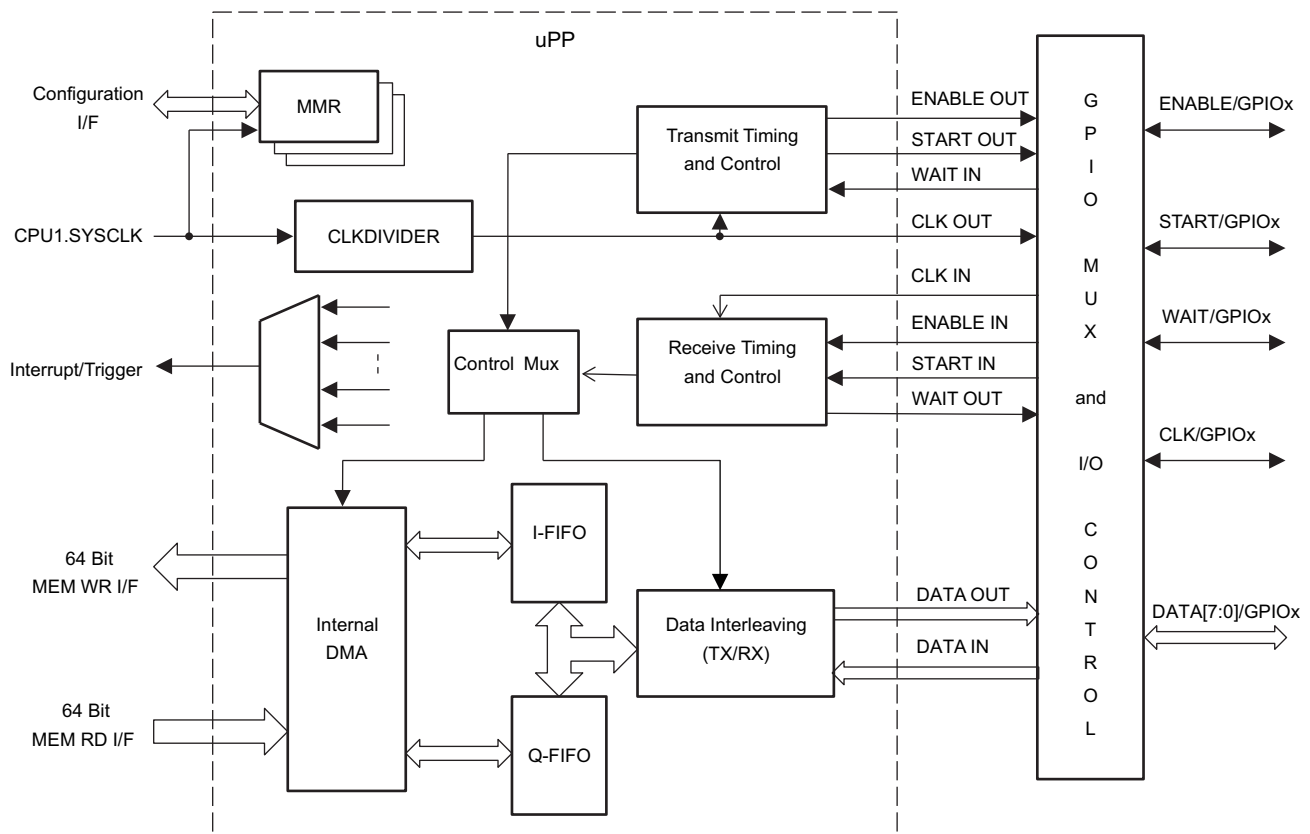 uPP
Configuration
I/F
MMR
CPU1.SYSCLK
CLKDIVIDER
Interrupt/Trigger
Control Mux
Transmit Timing
and Control
Receive Timing
and Control
64 Bit
MEM WR I/F
64 Bit
MEM RD I/F
Internal
DMA
I-FIFO
Q-FIFO
Data Interleaving
(TX/RX)
ENABLE OUT
START OUT
WAIT IN
CLK OUT
CLK IN
ENABLE IN
START IN
WAIT OUT
DATA OUT
DATA IN
G
P
I
O
M
U
X
and
I/O
C
O
N
T
R
O
L
ENABLE/GPIOx
START/GPIOx
WAIT/GPIOx
CLK/GPIOx
DATA[7:0]/GPIOx